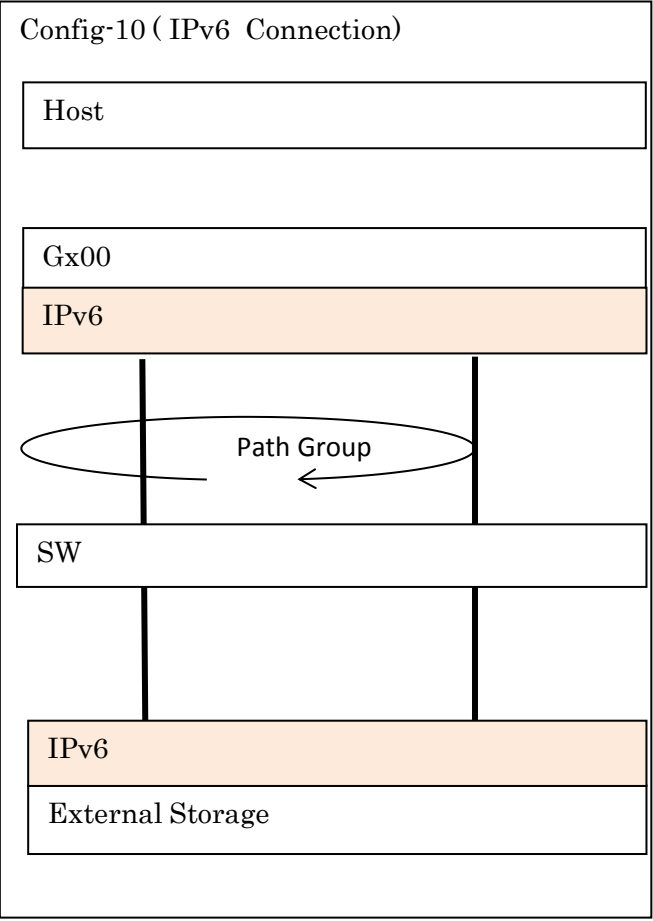 Config-10 ( IPv6 Connection)
Host
Gx00
IPv6
Path Group
SW
IPv6
External Storage